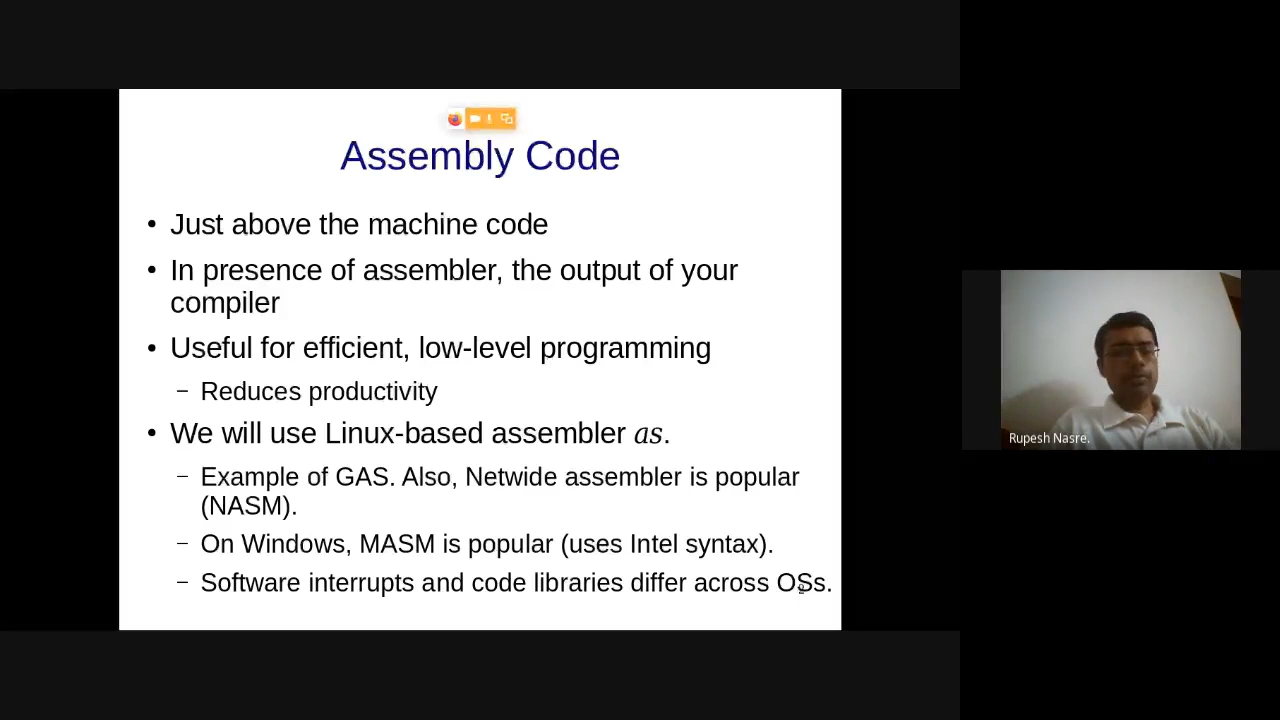 Assembly Code
• Just above the machine code
• In presence of assembler, the output of your
compiler
• Useful for efficient, low-level programming
– Reduces productivity
• We will use Linux-based assembler as.
– Example of GAS. Also, Netwide assembler is popular
(NASM).
– On Windows, MASM is popular (uses Intel syntax).
– Software interrupts and code libraries differ across OSs.
2
Rupesh Nasre.